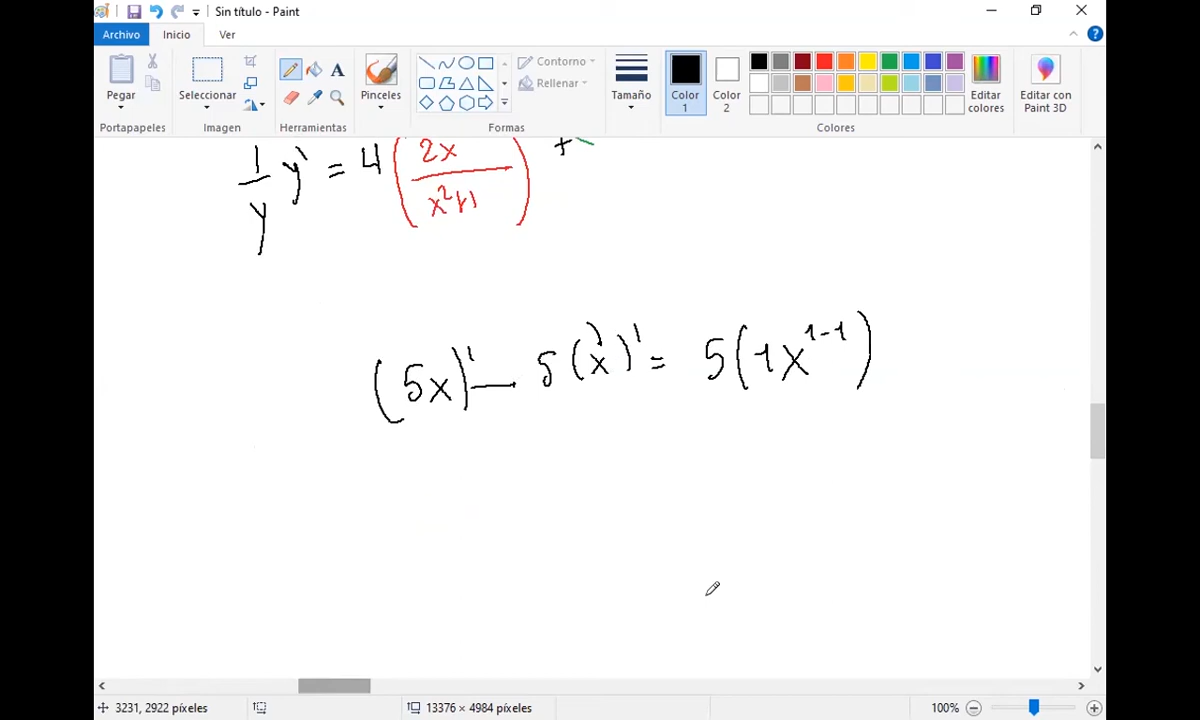 Sin título - Paint
Archivo Inicio Ver
Pegar Seleccionar Pinceles Contorno Rellenar Tamaño Color 1 Color 2 Editar colores Editar con Paint 3D
Portapapeles Imagen Herramientas Formas Colores
1/y y' = 4 ( 2x / x²+1 ) +
(5x)' — 5(x)' = 5(1x^{1-1})
3231, 2922 píxeles 13376 × 4984 píxeles 100%